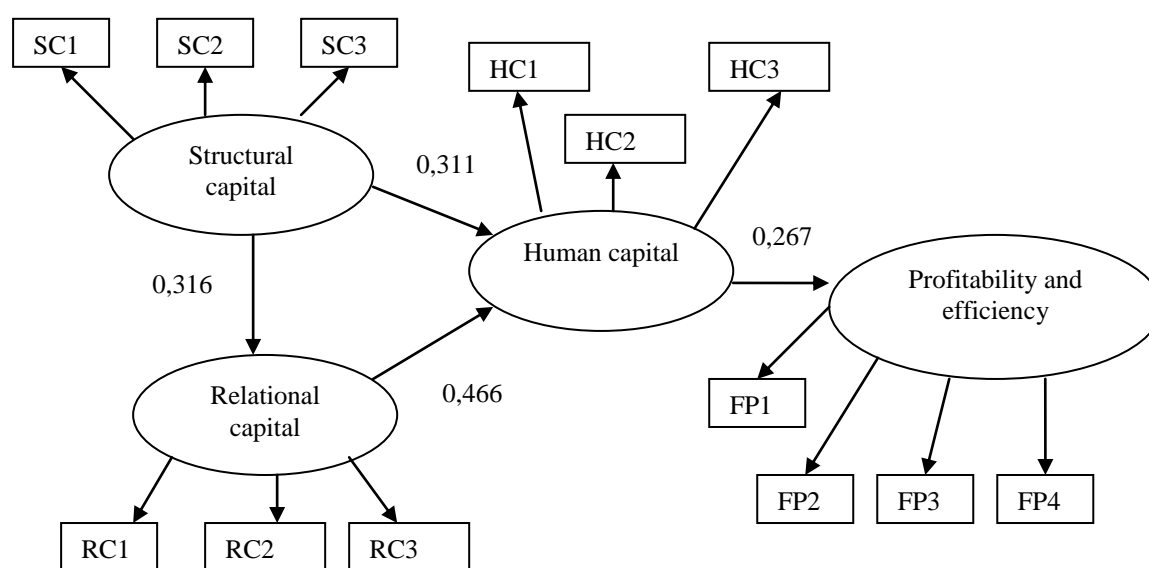 SC1
SC2
SC3
HC1
HC3
HC2
Structural
capital
0,311
Human capital
0,267
0,316
Profitability and
efficiency
Relational
capital
0,466
FP1
FP2
FP3
FP4
RC1
RC2
RC3